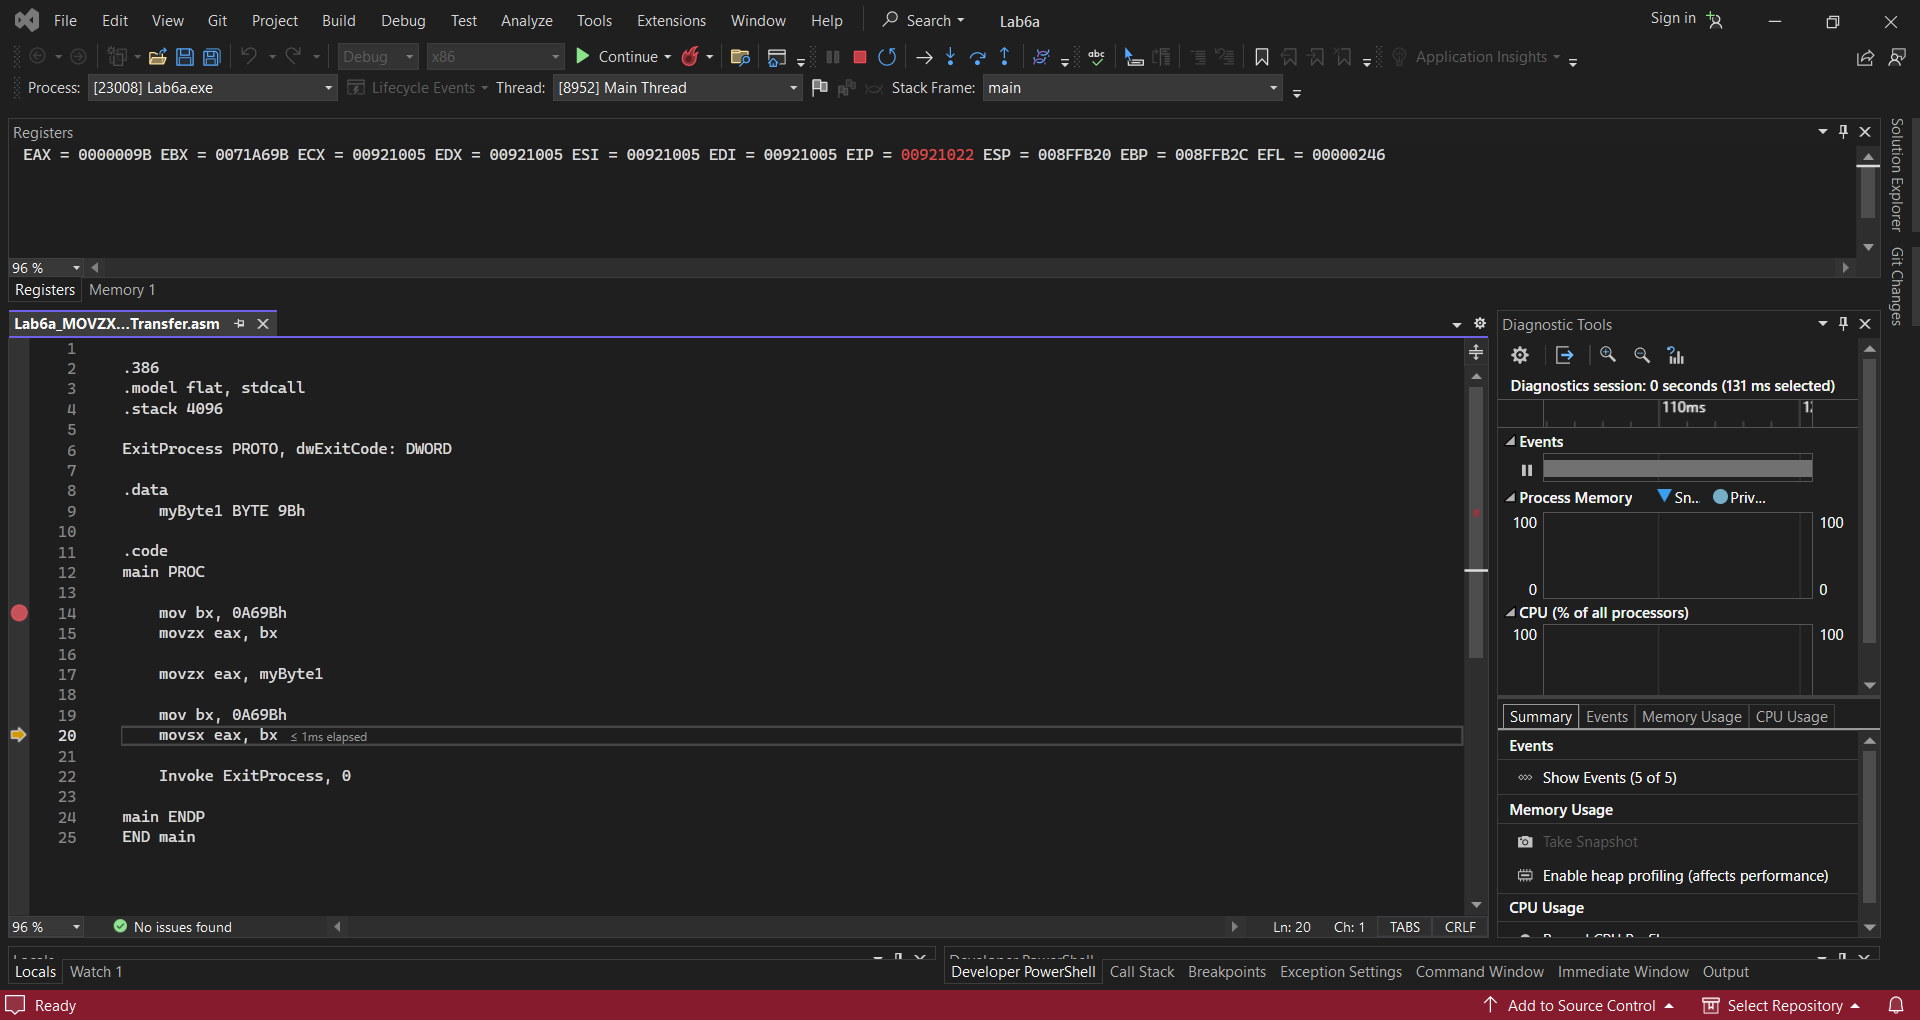 File Edit View Git Project Build Debug Test Analyze Tools Extensions Window Help Search Lab6a Sign in
Debug x86 Continue Application Insights
Process: [23008] Lab6a.exe Lifecycle Events Thread: [8952] Main Thread Stack Frame: main
Registers
EAX = 0000009B EBX = 0071A69B ECX = 00921005 EDX = 00921005 ESI = 00921005 EDI = 00921005 EIP = 00921022 ESP = 008FFB20 EBP = 008FFB2C EFL = 00000246
96 %
Registers Memory 1
Solution Explorer
Git Changes
Lab6a_MOVZX...Transfer.asm
1
2 .386
3 .model flat, stdcall
4 .stack 4096
5
6 ExitProcess PROTO, dwExitCode: DWORD
7
8 .data
9 myByte1 BYTE 9Bh
10
11 .code
12 main PROC
13
14 mov bx, 0A69Bh
15 movzx eax, bx
16
17 movzx eax, myByte1
18
19 mov bx, 0A69Bh
20 movsx eax, bx ≤ 1ms elapsed
21
22 Invoke ExitProcess, 0
23
24 main ENDP
25 END main
96 % No issues found Ln: 20 Ch: 1 TABS CRLF
Diagnostic Tools
Diagnostics session: 0 seconds (131 ms selected)
110ms
Events
Process Memory Sn... Priv...
100 100
0 0
CPU (% of all processors)
100 100
Summary Events Memory Usage CPU Usage
Events
Show Events (5 of 5)
Memory Usage
Take Snapshot
Enable heap profiling (affects performance)
CPU Usage
Locals Developer PowerShell
Locals Watch 1
Developer PowerShell Call Stack Breakpoints Exception Settings Command Window Immediate Window Output
Ready Add to Source Control Select Repository